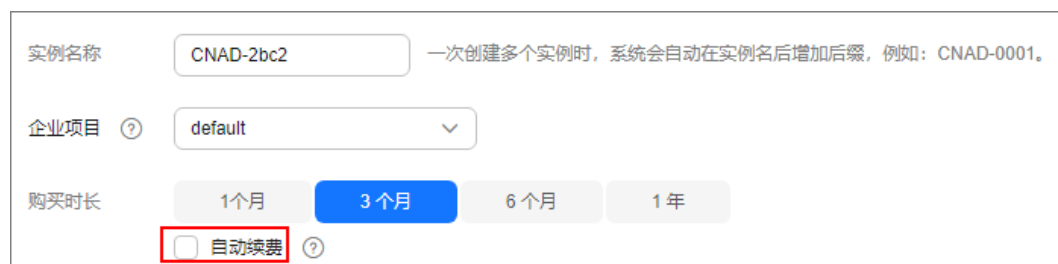 实例名称 CNAD-2bc2 一次创建多个实例时，系统会自动在实例名后增加后缀，例如：CNAD-0001。
企业项目 ? default
购买时长 1个月 3个月 6个月 1年
自动续费 ?